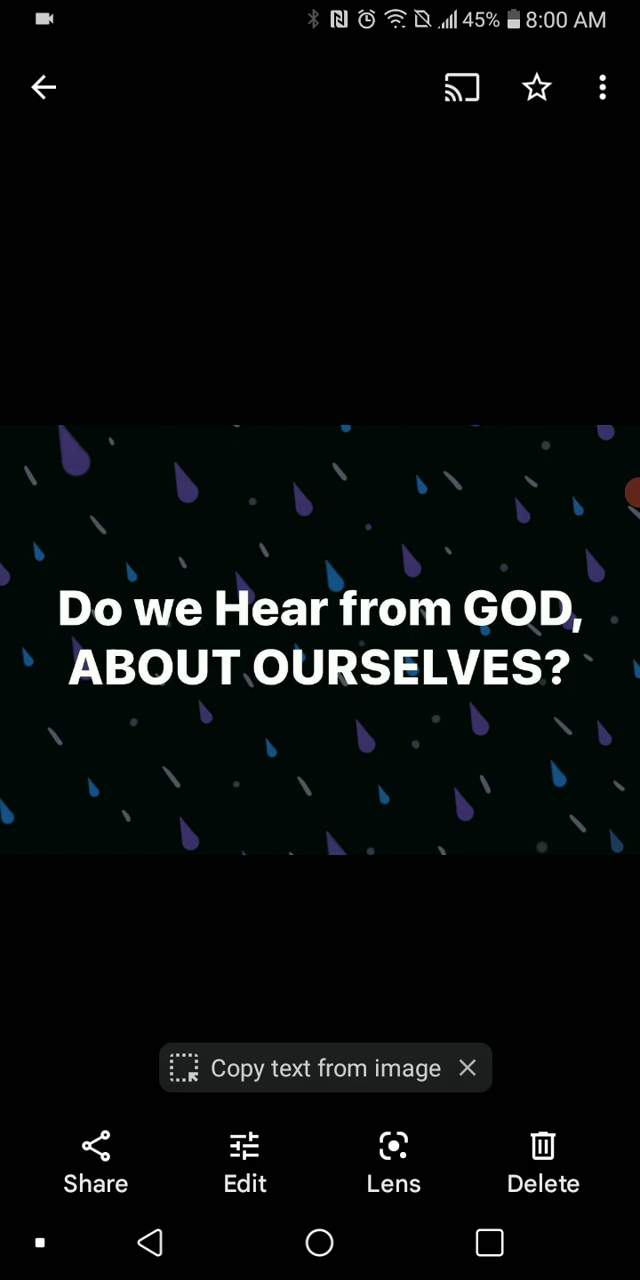 45% 8:00 AM
Do we Hear from GOD,
ABOUT OURSELVES?
Copy text from image
Share Edit Lens Delete